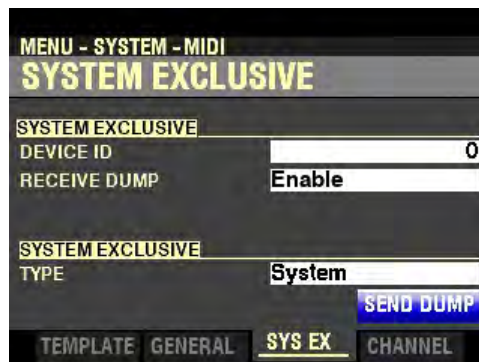 MENU - SYSTEM - MIDI
SYSTEM EXCLUSIVE
SYSTEM EXCLUSIVE
DEVICE ID 0
RECEIVE DUMP Enable
SYSTEM EXCLUSIVE
TYPE System
SEND DUMP
TEMPLATE GENERAL SYS EX CHANNEL